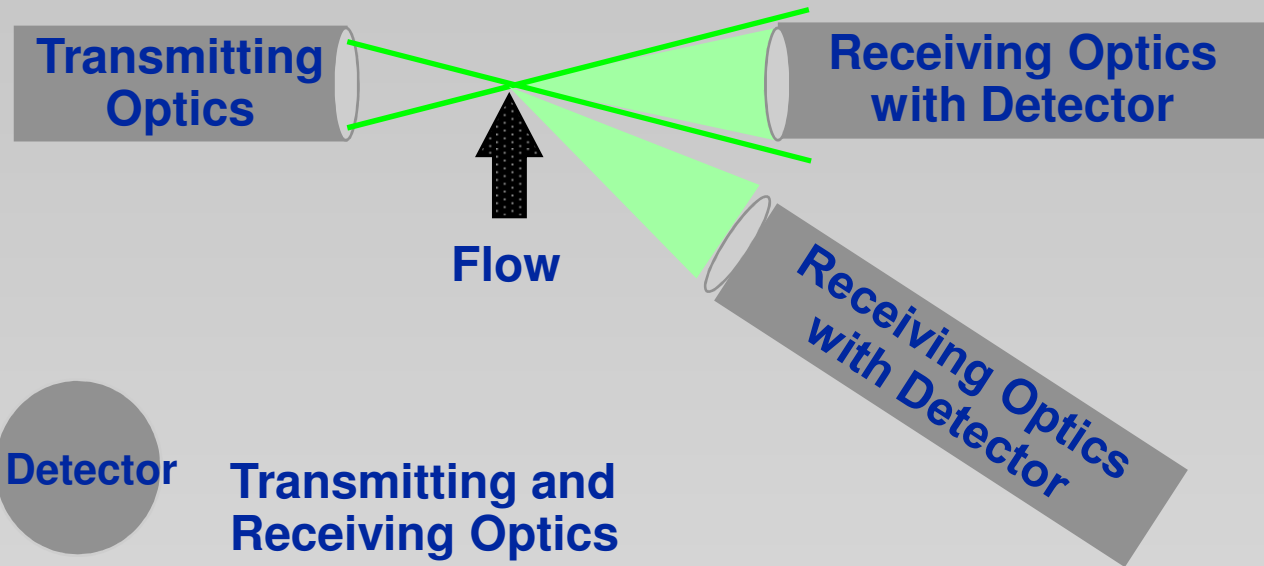 Transmitting
Optics
Receiving Optics
with Detector
Flow
Receiving Optics
with Detector
Detector
Transmitting and
Receiving Optics